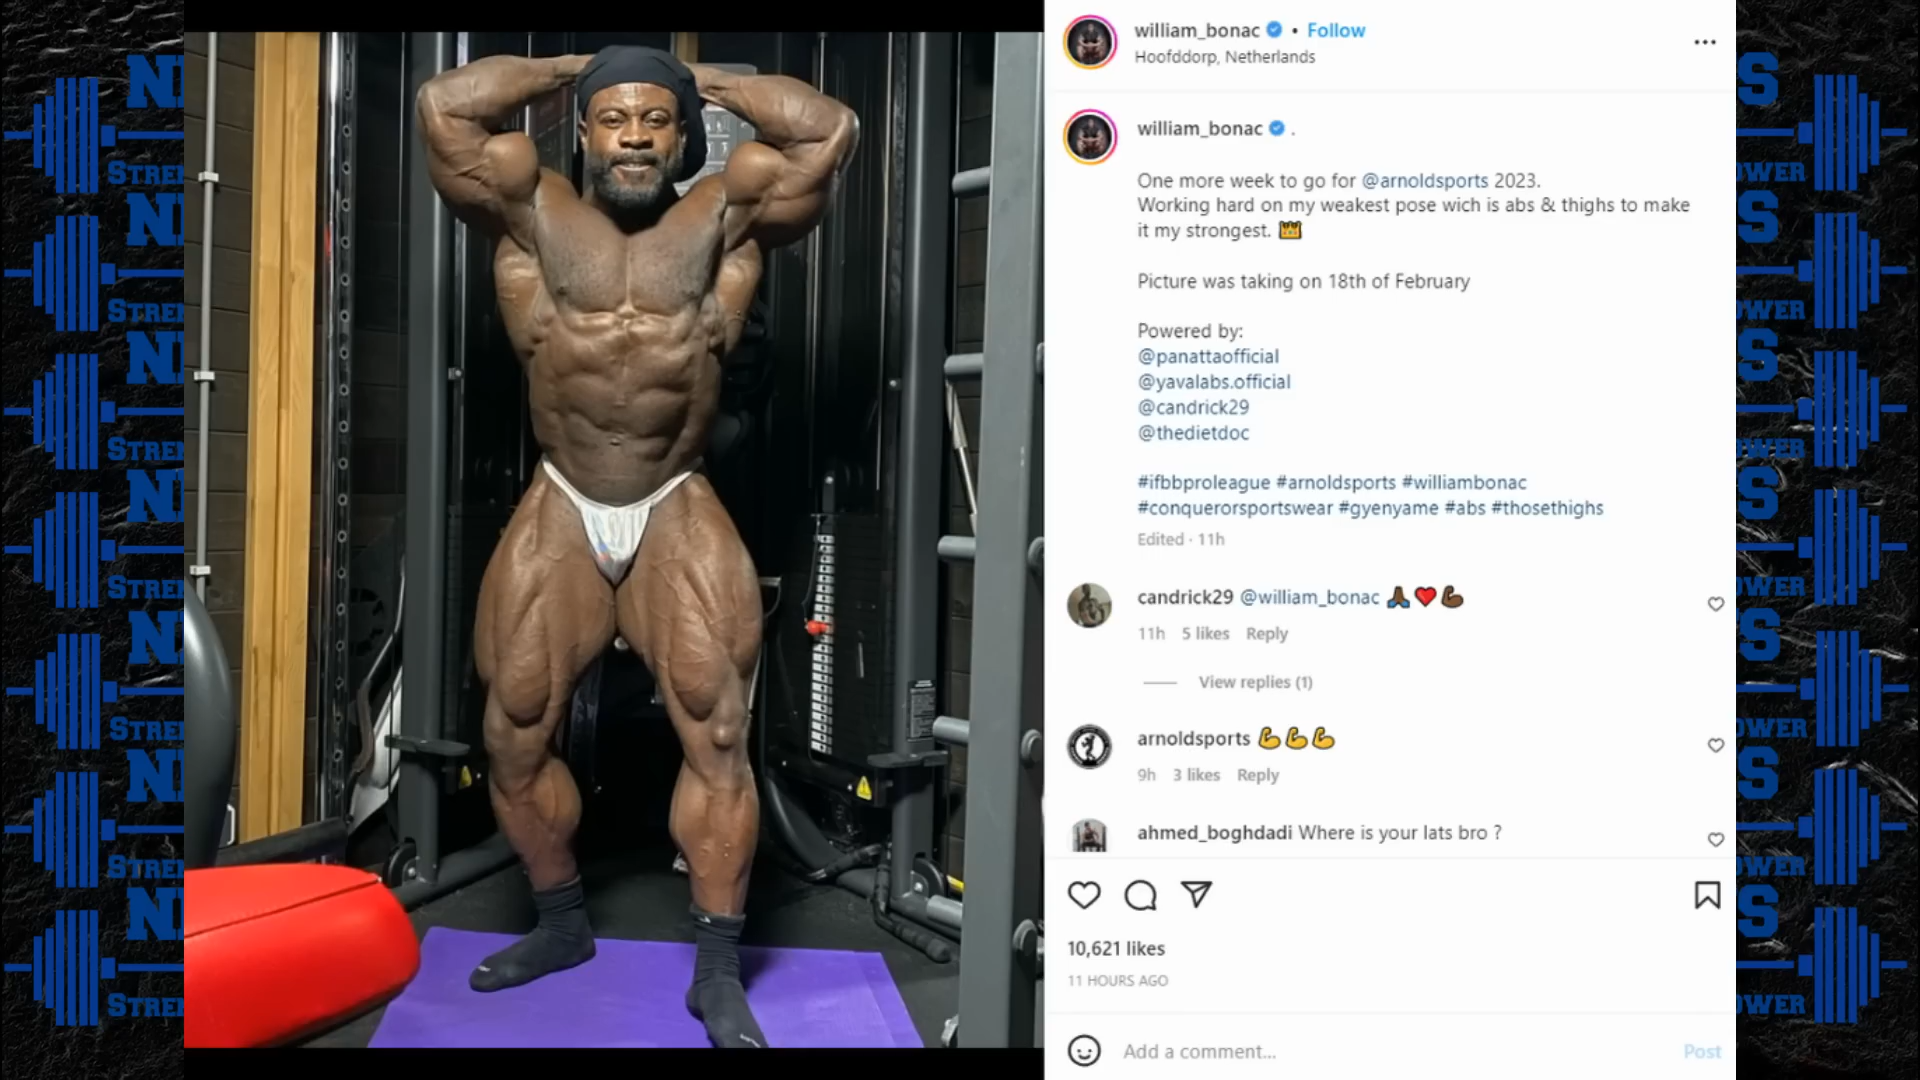 william_bonac • Follow
Hoofddorp, Netherlands
william_bonac .
One more week to go for @arnoldsports 2023.
Working hard on my weakest pose wich is abs & thighs to make
it my strongest. 👑
Picture was taking on 18th of February
Powered by:
@panattaofficial
@yavalabs.official
@candrick29
@thedietdoc
#ifbbproleague #arnoldsports #williambonac
#conquerorsportswear #gyenyame #abs #thosethighs
Edited · 11h
candrick29 @william_bonac 🙏🏿❤️💪🏿
11h 5 likes Reply
View replies (1)
arnoldsports 💪💪💪
9h 3 likes Reply
ahmed_boghdadi Where is your lats bro ?
10,621 likes
11 HOURS AGO
Add a comment...
Post